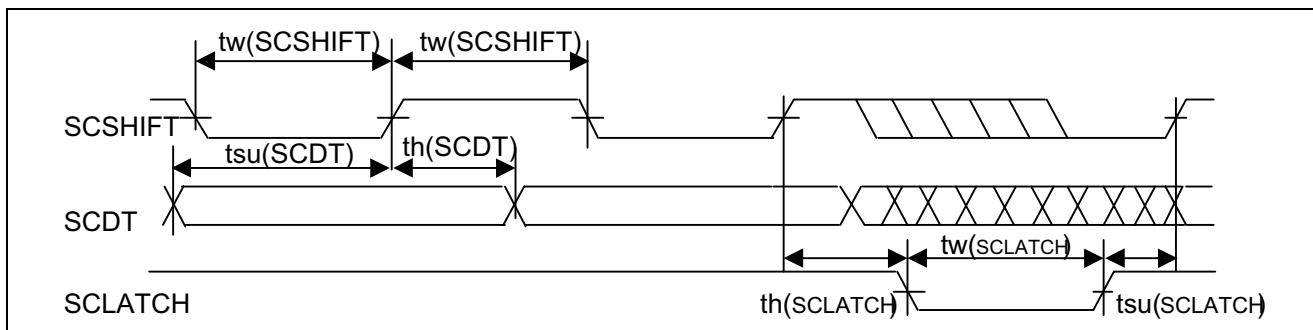 tw(SCSHIFT) tw(SCSHIFT)
SCSHIFT
tsu(SCDT) th(SCDT)
SCDT
tw(SCLATCH)
SCLATCH th(SCLATCH) tsu(SCLATCH)